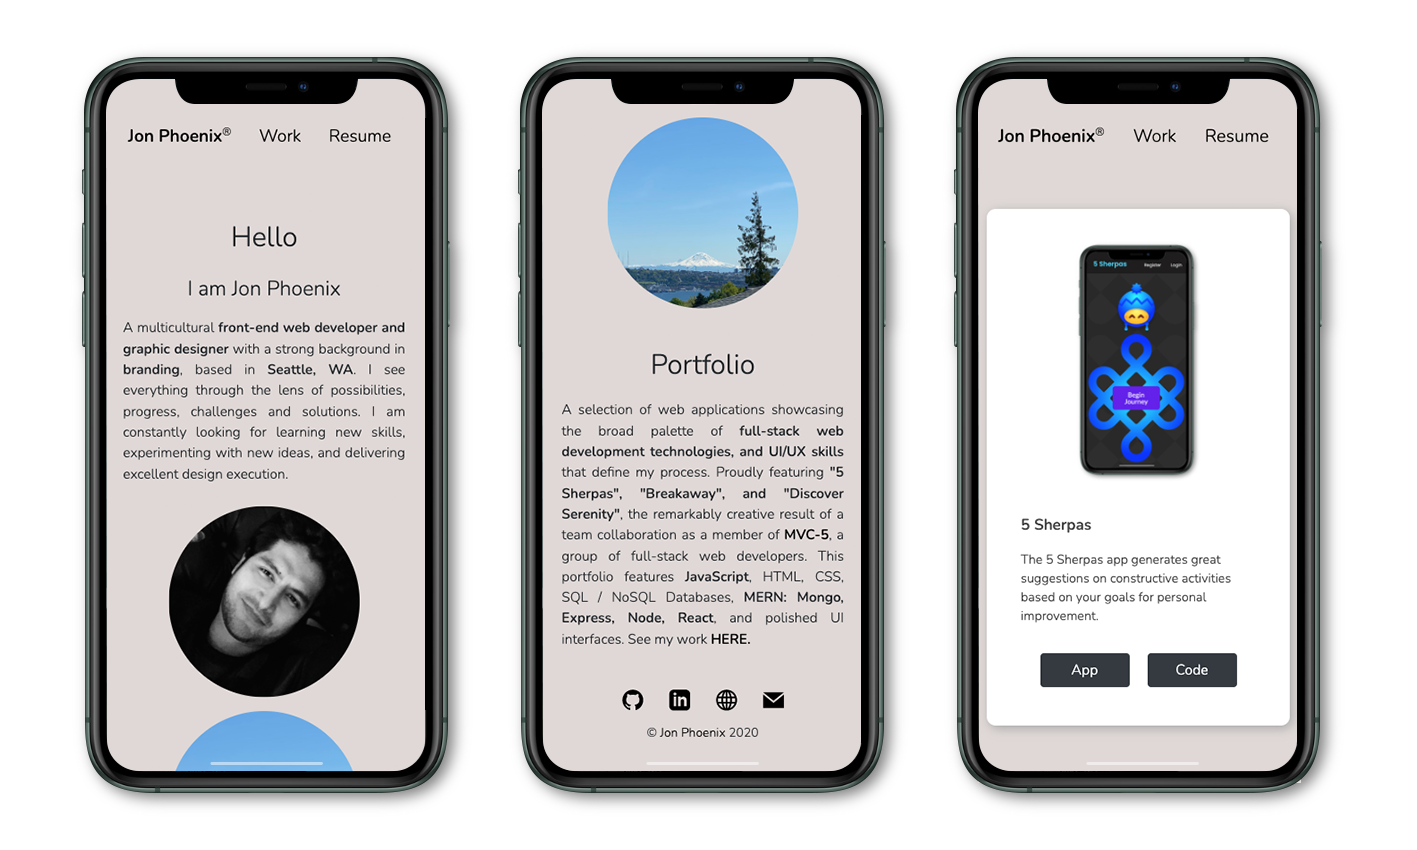 Jon Phoenix® Work Resume
Hello
I am Jon Phoenix
A multicultural front-end web developer and
graphic designer with a strong background in
branding, based in Seattle, WA. I see
everything through the lens of possibilities,
progress, challenges and solutions. I am
constantly looking for learning new skills,
experimenting with new ideas, and delivering
excellent design execution.
Portfolio
A selection of web applications showcasing
the broad palette of full-stack web
development technologies, and UI/UX skills
that define my process. Proudly featuring "5
Sherpas", "Breakaway", and "Discover
Serenity", the remarkably creative result of a
team collaboration as a member of MVC-5, a
group of full-stack web developers. This
portfolio features JavaScript, HTML, CSS,
SQL / NoSQL Databases, MERN: Mongo,
Express, Node, React, and polished UI
interfaces. See my work HERE.
in
© Jon Phoenix 2020
Jon Phoenix® Work Resume
5 Sherpas Register Login
Begin
Journey
5 Sherpas
The 5 Sherpas app generates great
suggestions on constructive activities
based on your goals for personal
improvement.
App Code